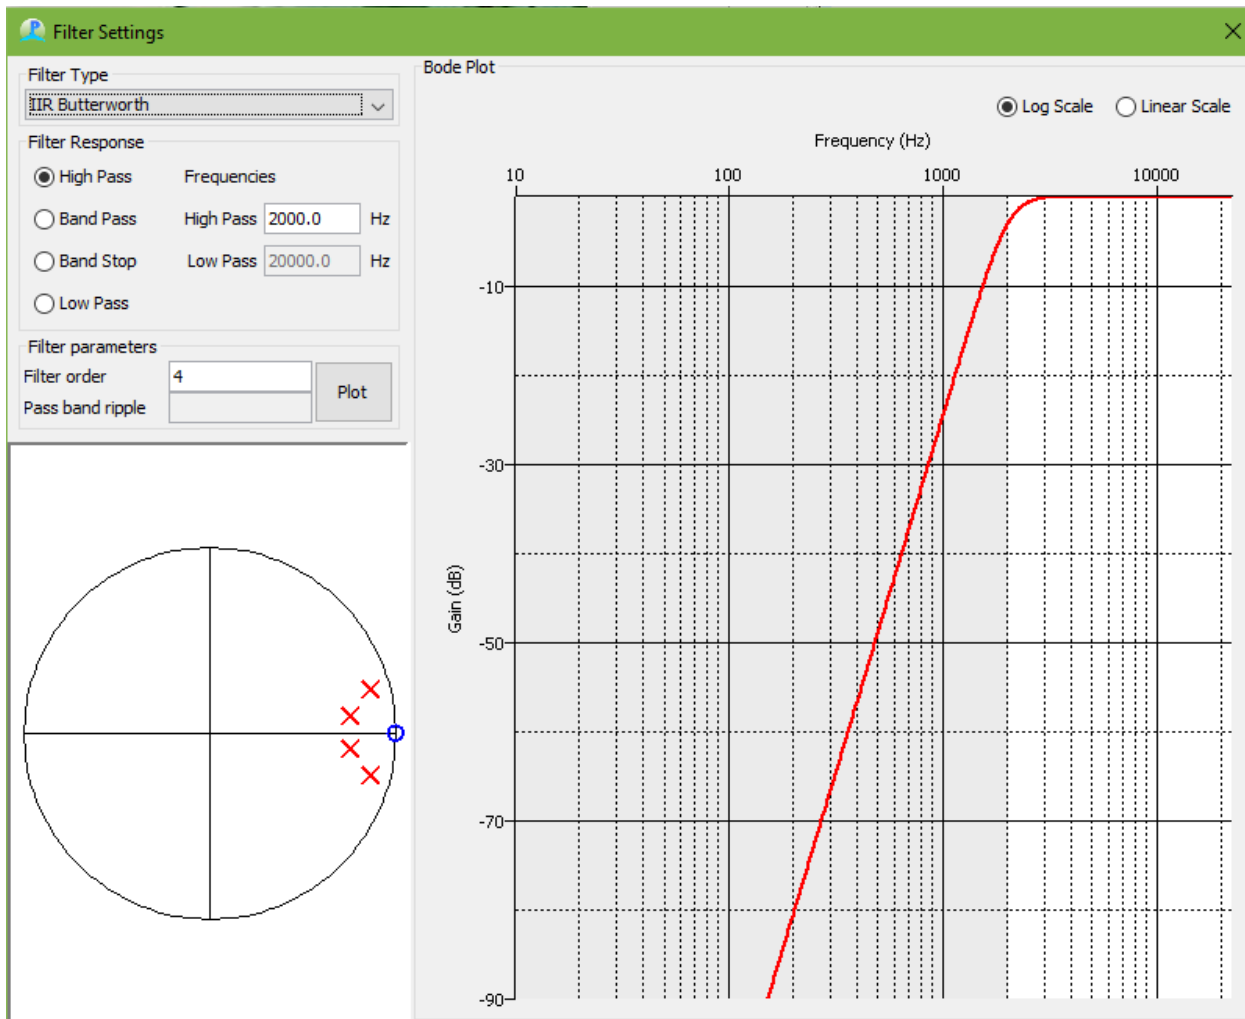 Filter Settings
Filter Type
IIR Butterworth
Filter Response
High Pass Frequencies
Band Pass High Pass 2000.0 Hz
Band Stop Low Pass 20000.0 Hz
Low Pass
Filter parameters
Filter order 4
Pass band ripple
Plot
Bode Plot
Log Scale Linear Scale
Frequency (Hz)
10 100 1000 10000
-10
-30
-50
-70
-90
Gain (dB)